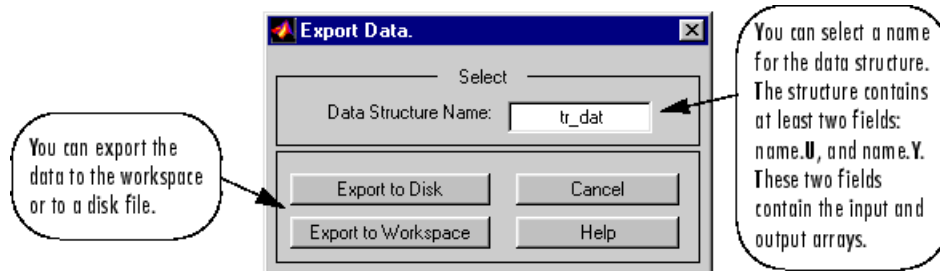 Export Data.
Select
Data Structure Name: tr_dat
Export to Disk Cancel
Export to Workspace Help
You can export the
data to the workspace
or to a disk file.
You can select a name
for the data structure.
The structure contains
at least two fields:
name.U, and name.Y.
These two fields
contain the input and
output arrays.